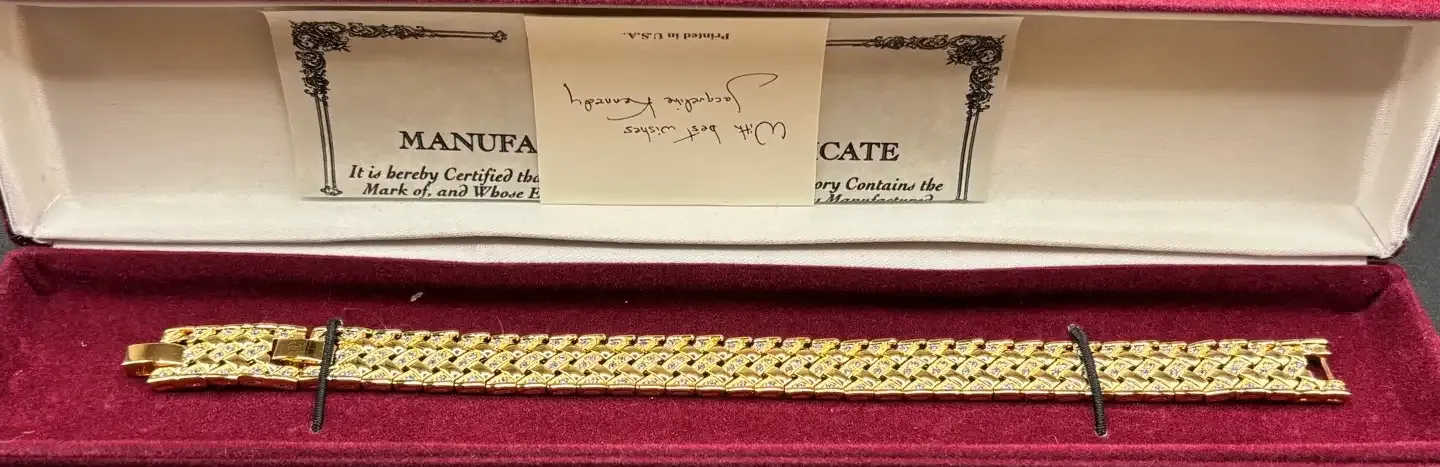 Printed in U.S.A.
With best wishes
Jacqueline Kennedy
MANUFA CATE
It is hereby Certified tha ory Contains the
Mark of, and Whose E y Manufactured